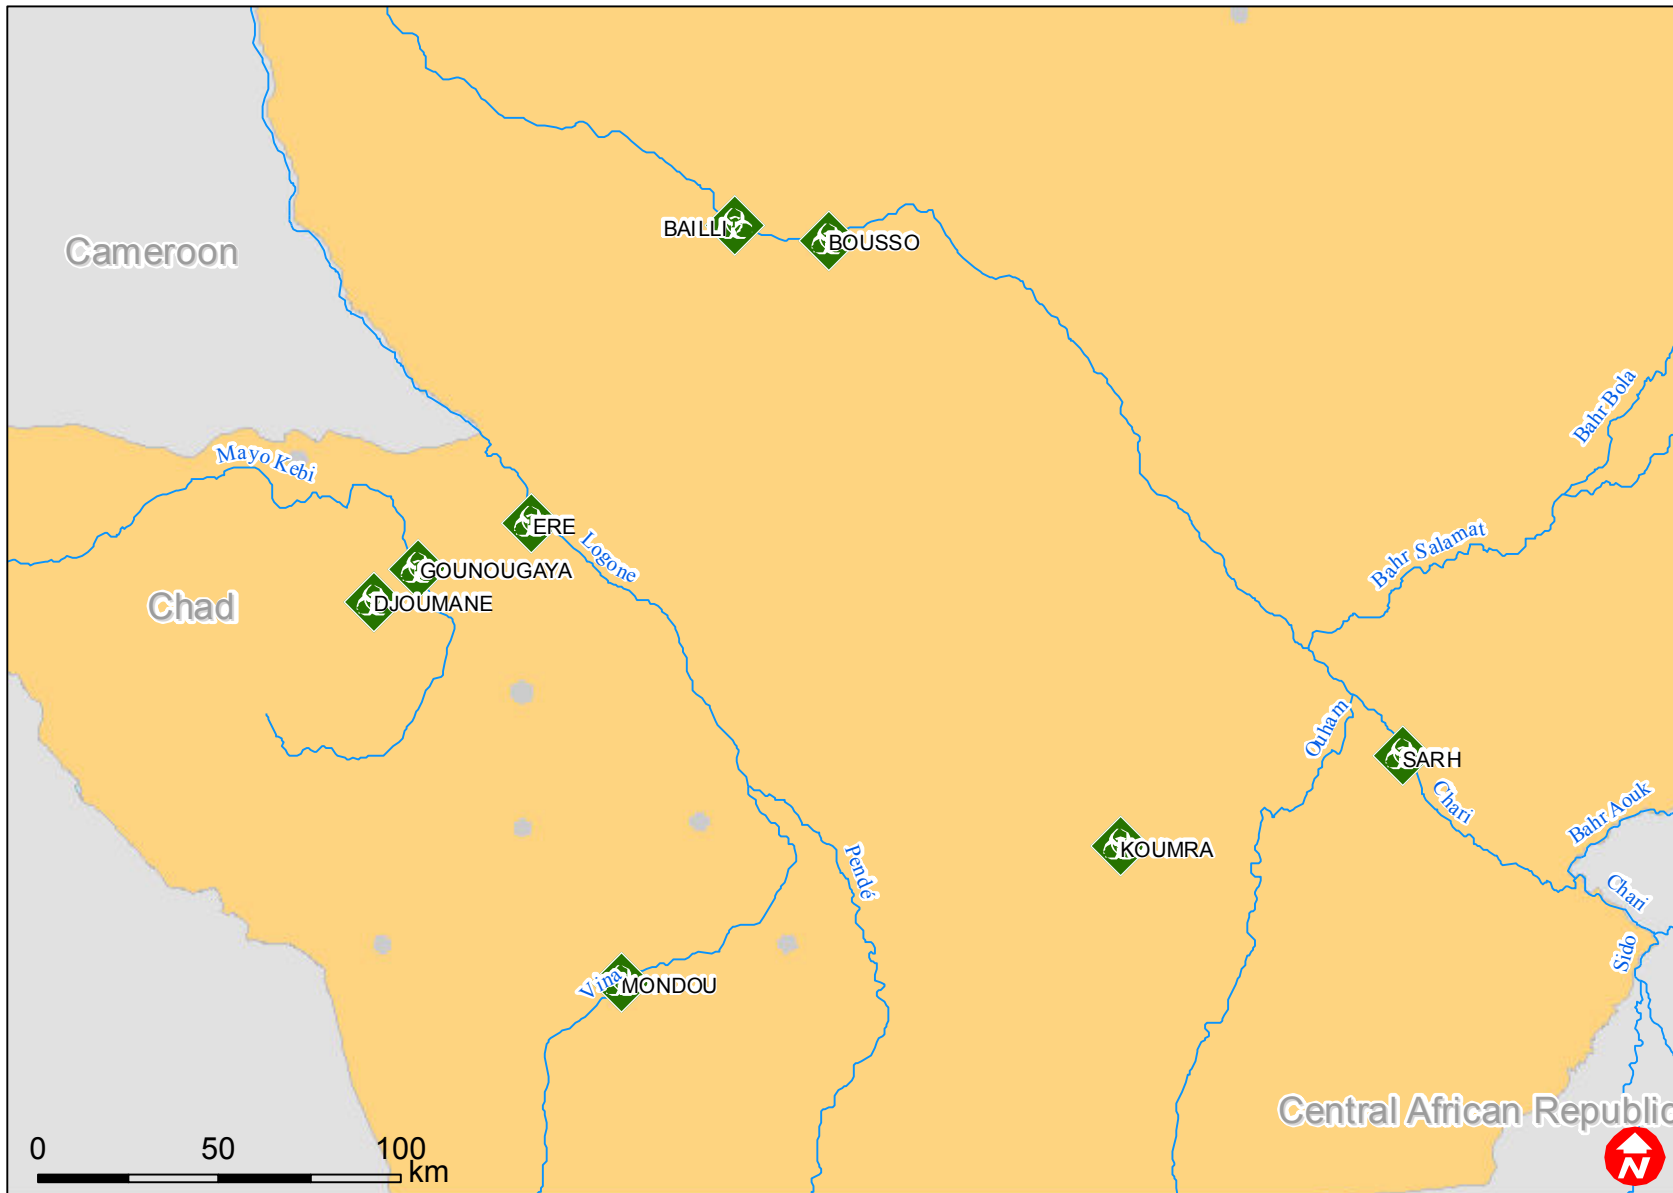 BAILLI
BOUSSO
Cameroon
Bahr Bola
Mayo Kebi
ERE
Logone
Bahr Salamat
GOUNOUGAYA
DJOUMANE
Chad
Ouham
SARH
Chari
Bahr Aouk
KOUMRA
Pendé
Chari
Sido
Vina
MONDOU
Central African Republic
0 50 100
km
N